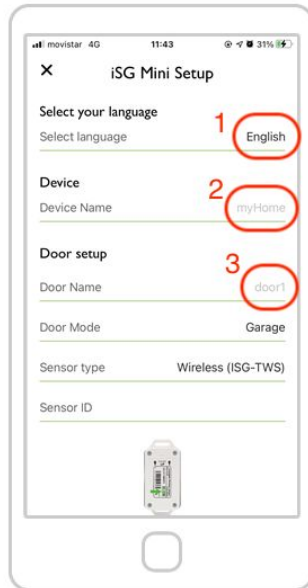 movistar 4G 11:43 31%
× iSG Mini Setup
Select your language
1
Select language English
Device
2
Device Name myHome
Door setup
3
Door Name door1
Door Mode Garage
Sensor type Wireless (ISG-TWS)
Sensor ID